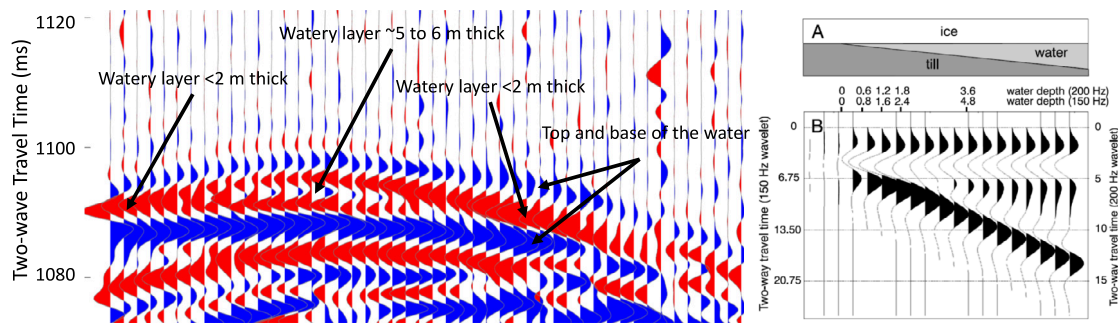 1120
1100
1080
Two-wave Travel Time (ms)
Watery layer ~5 to 6 m thick
Watery layer <2 m thick
Watery layer <2 m thick
Top and base of the water
A
ice
water
till
0 0.6 1.2 1.8 3.6 water depth (200 Hz)
0 0.8 1.6 2.4 4.8 water depth (150 Hz)
B
0
6.75
13.50
20.75
Two-way travel time (150 Hz wavelet)
0
5
10
15
Two-way travel time (200 Hz wavelet)